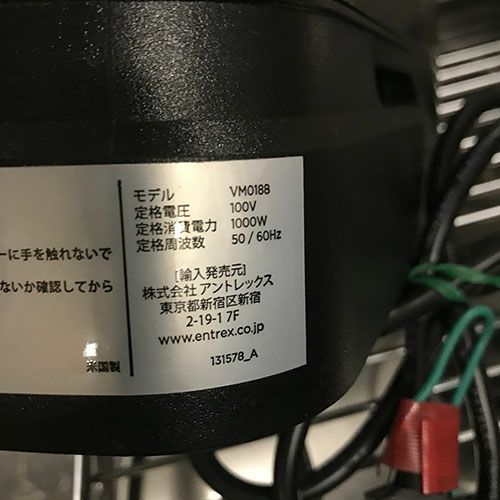 ーに手を触れないで
ないか確認してから
米国製
モデル VM0188
定格電圧 100V
定格消費電力 1000W
定格周波数 50 / 60Hz
[輸入発売元]
株式会社 アントレックス
東京都新宿区新宿
2-19-1 7F
www.entrex.co.jp
131578_A